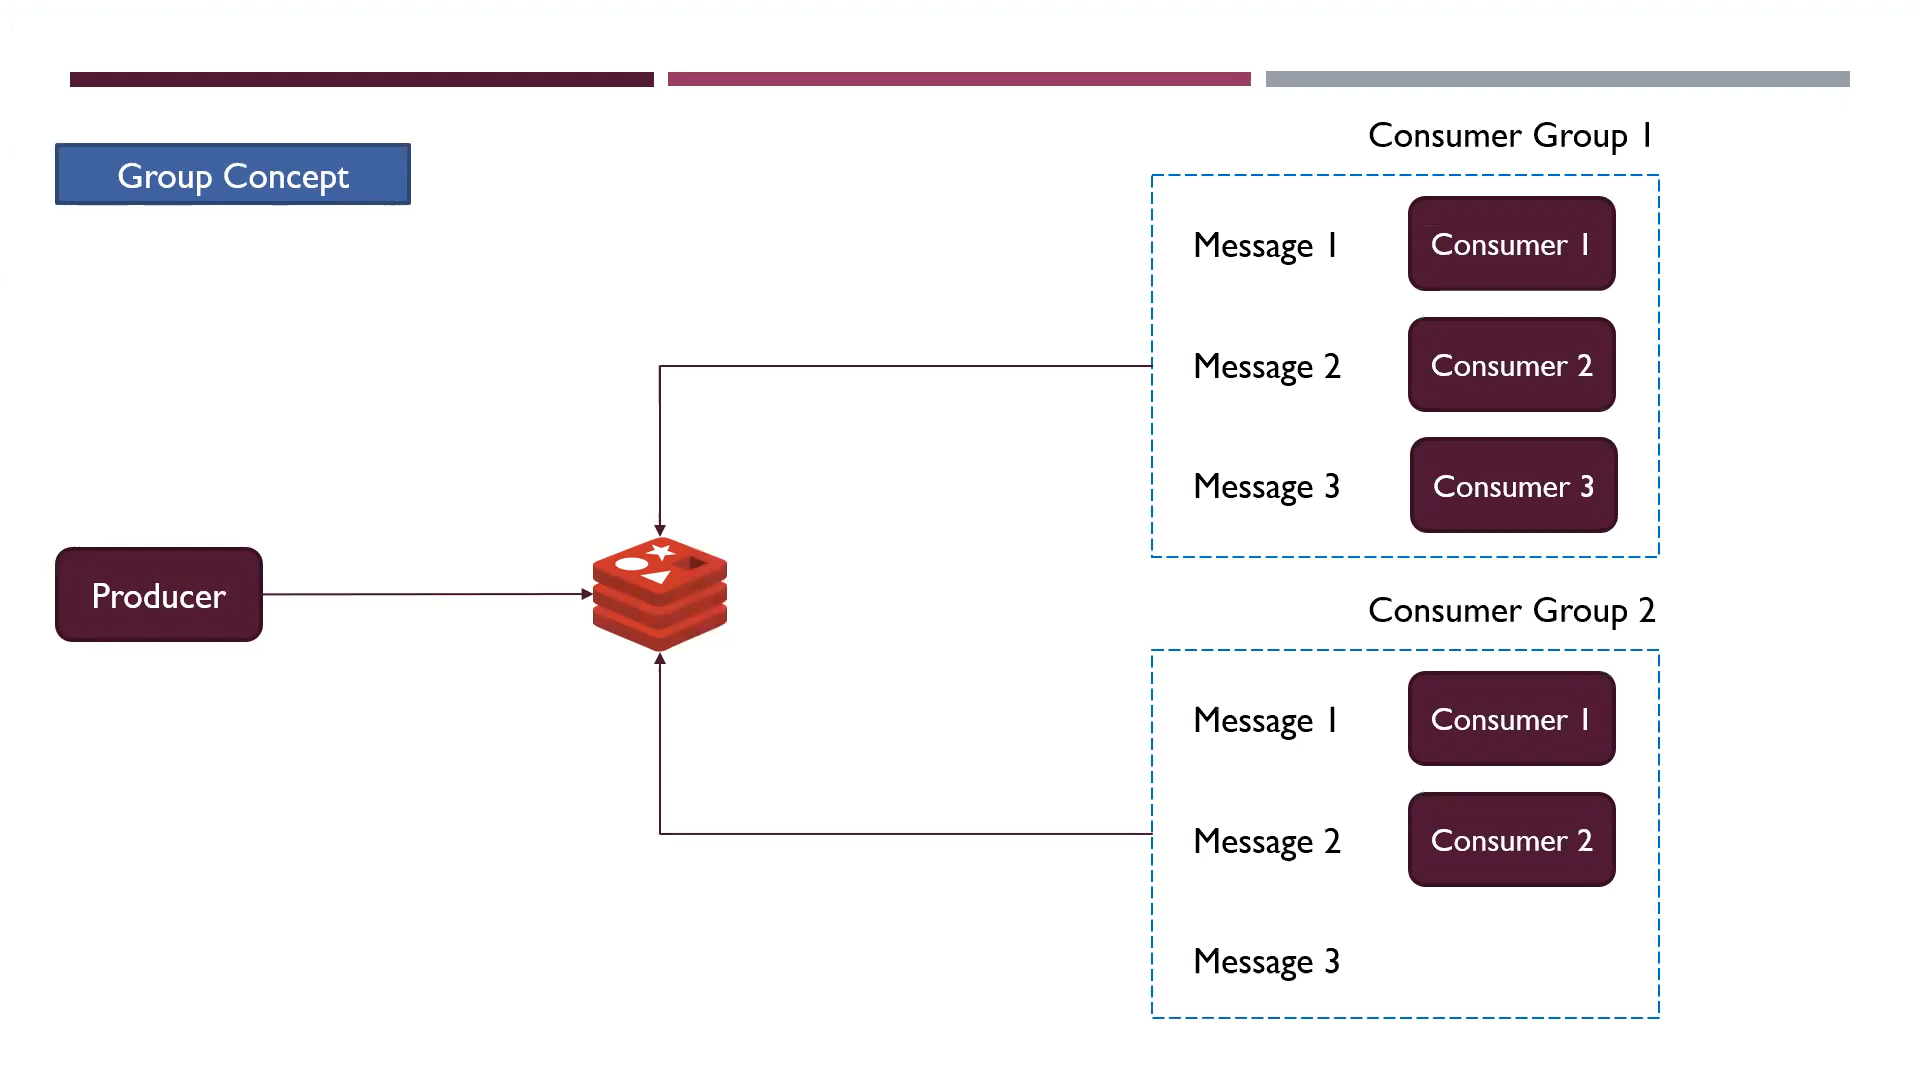 Group Concept
Producer
Consumer Group 1
Message 1
Consumer 1
Message 2
Consumer 2
Message 3
Consumer 3
Consumer Group 2
Message 1
Consumer 1
Message 2
Consumer 2
Message 3